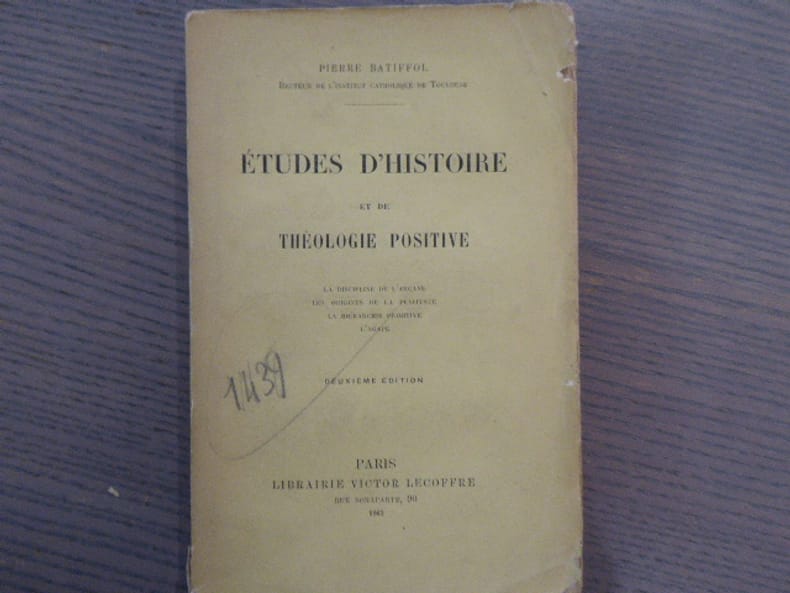 PIERRE BATIFFOL
RECTEUR DE L'INSTITUT CATHOLIQUE DE TOULOUSE
ÉTUDES D'HISTOIRE
ET DE
THÉOLOGIE POSITIVE
LA DISCIPLINE DE L'ARCANE
LES ORIGINES DE LA PÉNITENCE
LA HIÉRARCHIE PRIMITIVE
L'AGAPE
1439
DEUXIÈME ÉDITION
PARIS
LIBRAIRIE VICTOR LECOFFRE
RUE BONAPARTE, 90